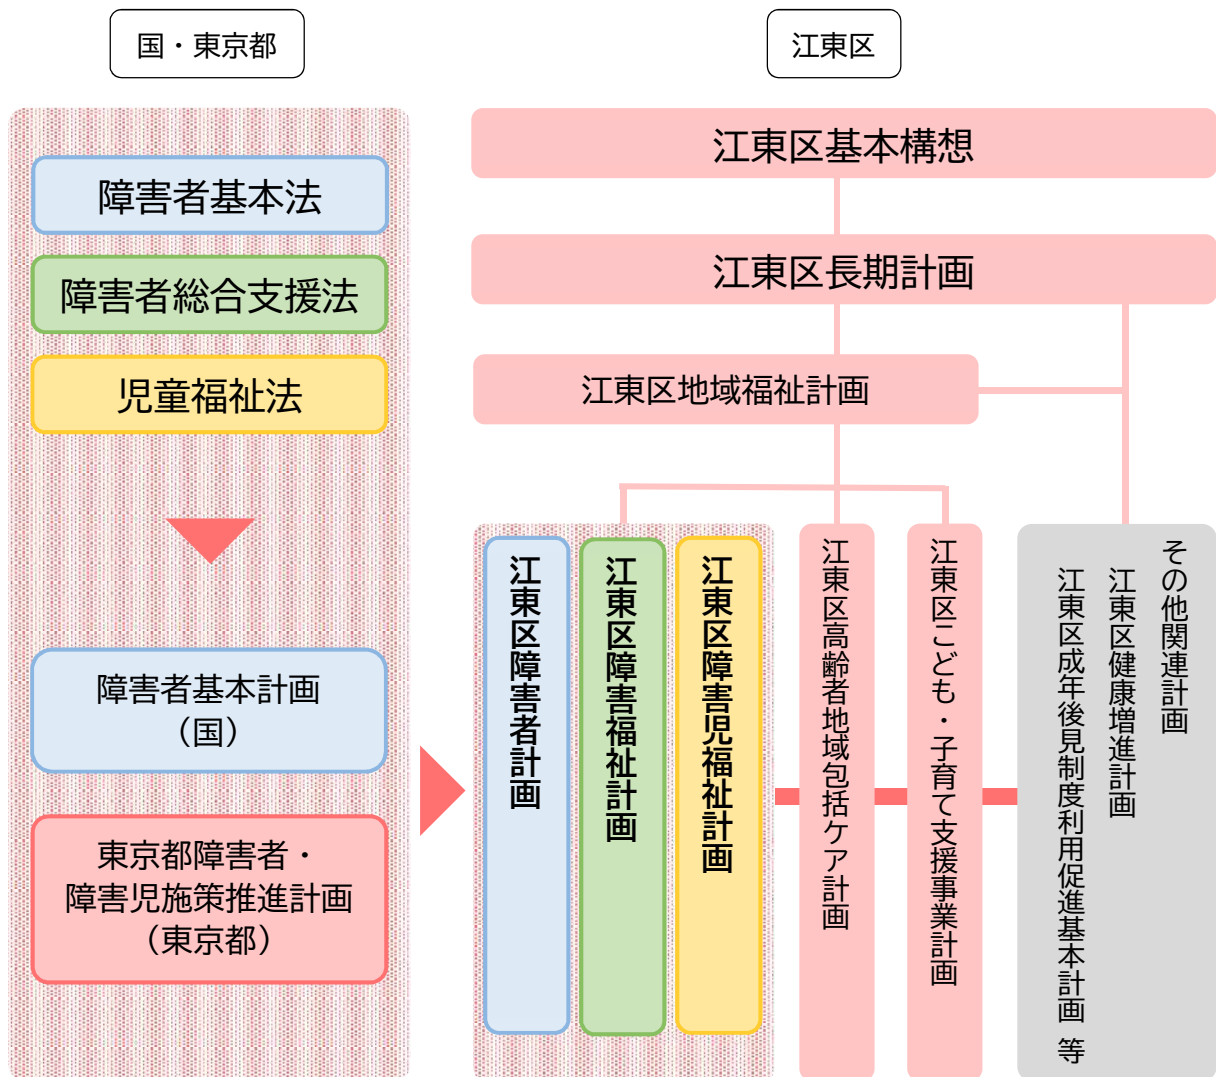 国・東京都
障害者基本法
障害者総合支援法
児童福祉法
障害者基本計画
（国）
東京都障害者・
障害児施策推進計画
（東京都）
江東区
江東区基本構想
江東区長期計画
江東区地域福祉計画
江東区障害者計画
江東区障害福祉計画
江東区障害児福祉計画
江東区高齢者地域包括ケア計画
江東区こども・子育て支援事業計画
その他関連計画
江東区健康増進計画
江東区成年後見制度利用促進基本計画 等